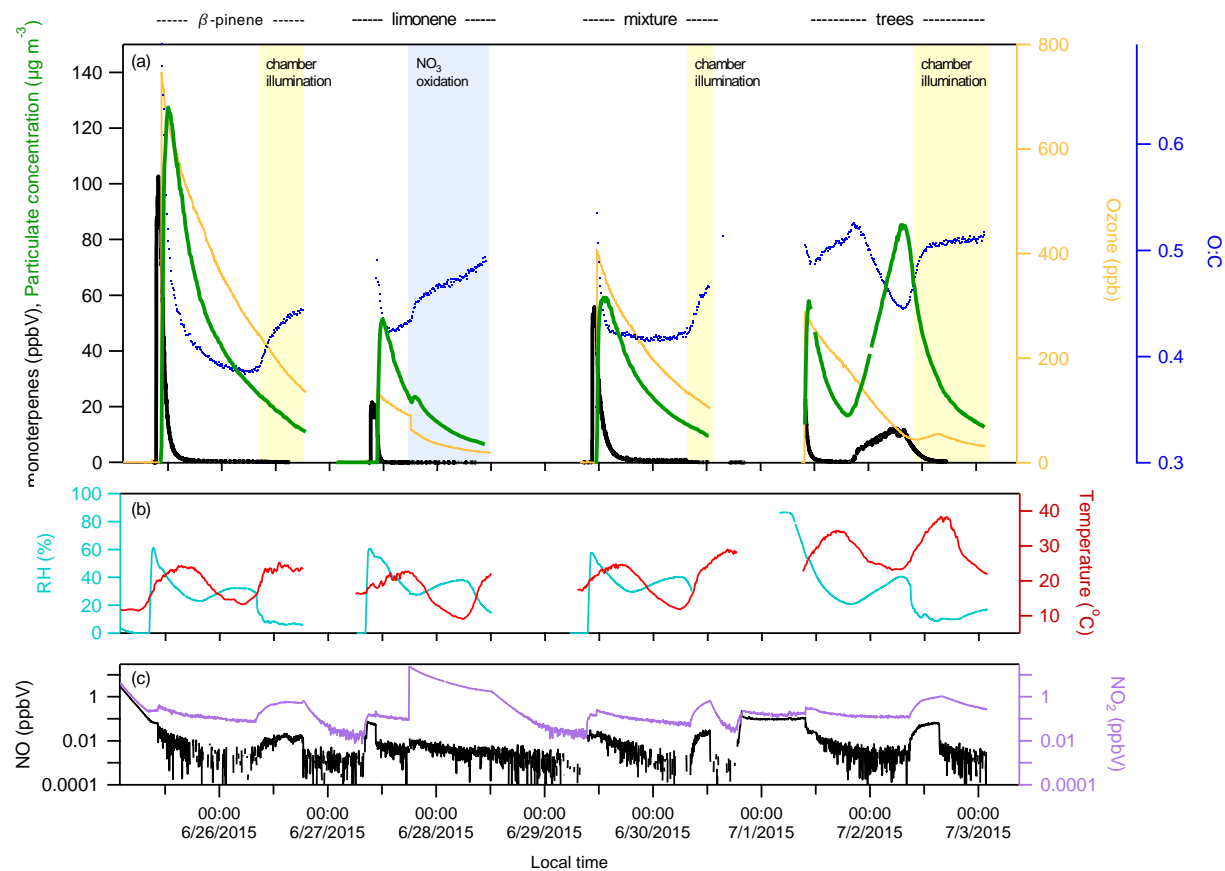 ------ β-pinene -----
------ limonene ------
------ mixture ------
------- trees -------
(a)
chamber
illumination
NO3
oxidation
chamber
illumination
chamber
illumination
monoterpenes (ppbV), Particulate concentration (µg m-3)
140
120
100
80
60
40
20
0
800
600
400
200
0
Ozone (ppb)
0.6
0.5
0.4
0.3
O:C
(b)
RH (%)
100
80
60
40
20
0
40
30
20
10
Temperature (oC)
(c)
NO (ppbV)
1
0.01
0.0001
1
0.01
0.0001
NO2 (ppbV)
00:00 00:00 00:00 00:00 00:00 00:00 00:00 00:00
6/26/2015 6/27/2015 6/28/2015 6/29/2015 6/30/2015 7/1/2015 7/2/2015 7/3/2015
Local time